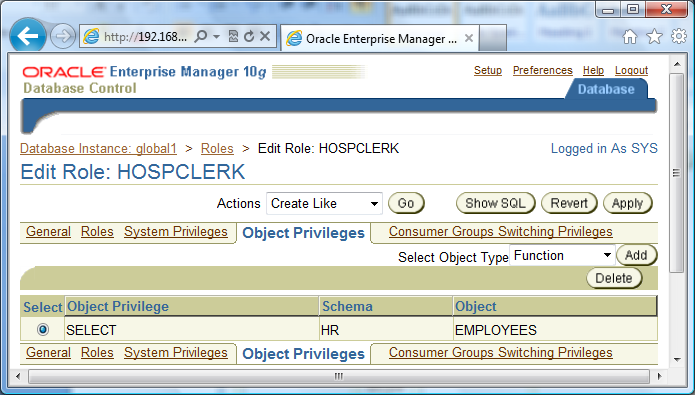 http://192.168...
Oracle Enterprise Manager ...
ORACLE Enterprise Manager 10g
Database Control
Setup Preferences Help Logout
Database
Database Instance: global1 > Roles > Edit Role: HOSPCLERK
Logged in As SYS
Edit Role: HOSPCLERK
Actions Create Like Go Show SQL Revert Apply
General Roles System Privileges Object Privileges Consumer Groups Switching Privileges
Select Object Type Function Add
Delete
Select Object Privilege Schema Object
SELECT HR EMPLOYEES
General Roles System Privileges Object Privileges Consumer Groups Switching Privileges